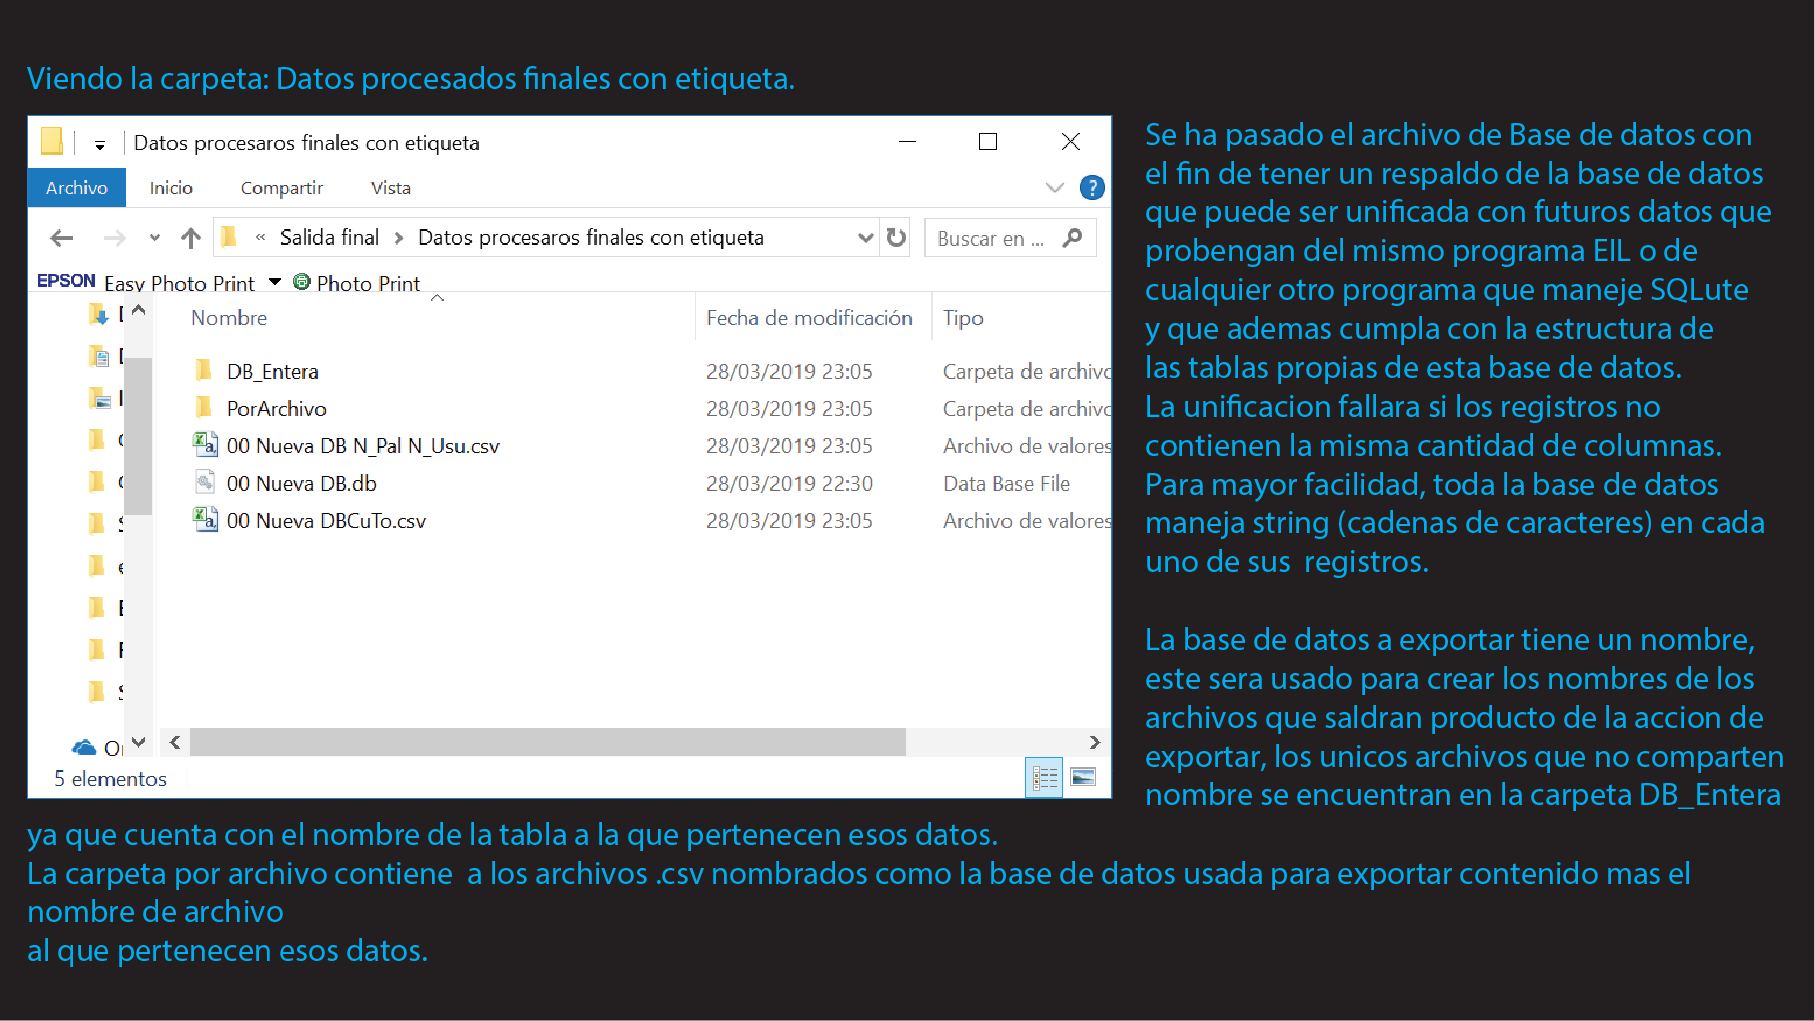 Viendo la carpeta: Datos procesados finales con etiqueta.
Datos procesaros finales con etiqueta
Archivo Inicio Compartir Vista
« Salida final > Datos procesaros finales con etiqueta
Buscar en ...
EPSON Easy Photo Print Photo Print
Nombre Fecha de modificación Tipo
DB_Entera 28/03/2019 23:05 Carpeta de archivo
PorArchivo 28/03/2019 23:05 Carpeta de archivo
00 Nueva DB N_Pal N_Usu.csv 28/03/2019 23:05 Archivo de valores
00 Nueva DB.db 28/03/2019 22:30 Data Base File
00 Nueva DBCuTo.csv 28/03/2019 23:05 Archivo de valores
5 elementos
Se ha pasado el archivo de Base de datos con
el fin de tener un respaldo de la base de datos
que puede ser unificada con futuros datos que
probengan del mismo programa EIL o de
cualquier otro programa que maneje SQLute
y que ademas cumpla con la estructura de
las tablas propias de esta base de datos.
La unificacion fallara si los registros no
contienen la misma cantidad de columnas.
Para mayor facilidad, toda la base de datos
maneja string (cadenas de caracteres) en cada
uno de sus registros.
La base de datos a exportar tiene un nombre,
este sera usado para crear los nombres de los
archivos que saldran producto de la accion de
exportar, los unicos archivos que no comparten
nombre se encuentran en la carpeta DB_Entera
ya que cuenta con el nombre de la tabla a la que pertenecen esos datos.
La carpeta por archivo contiene a los archivos .csv nombrados como la base de datos usada para exportar contenido mas el
nombre de archivo
al que pertenecen esos datos.